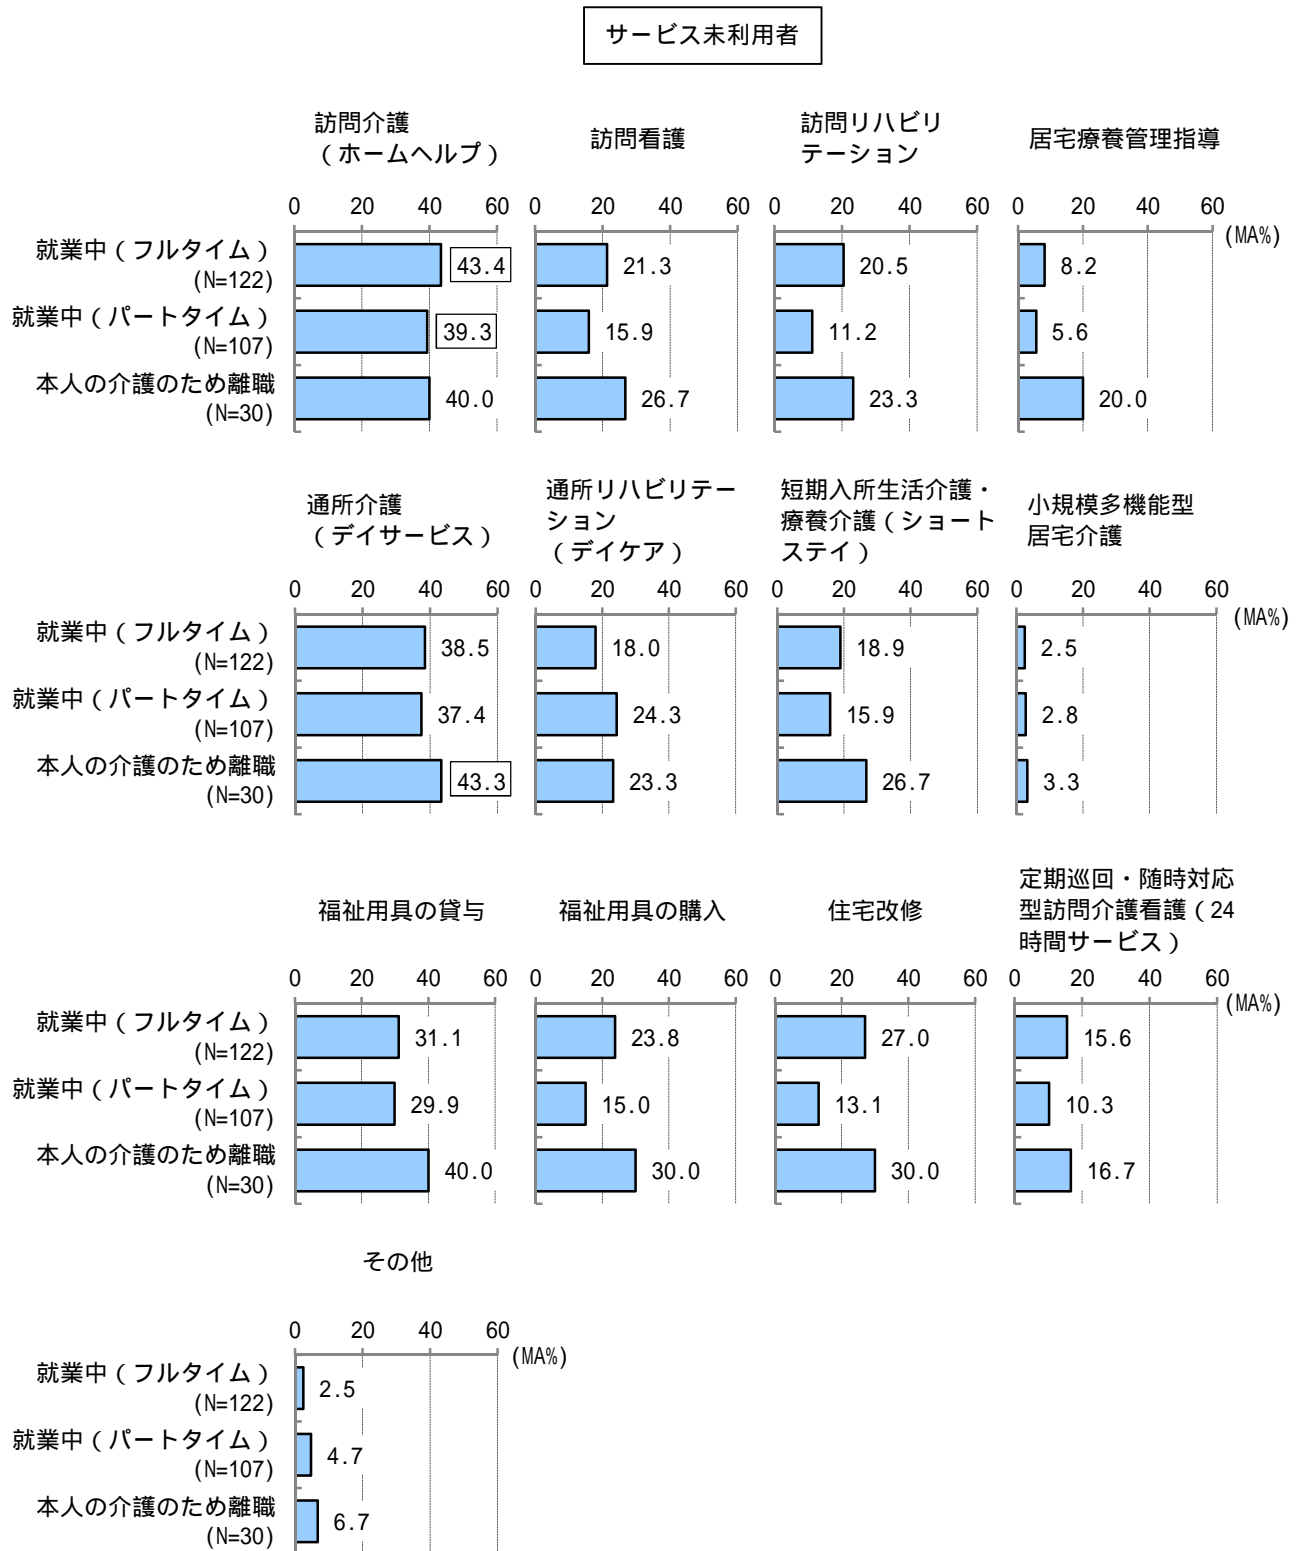 サービス未利用者
訪問介護
（ホームヘルプ）
訪問看護
訪問リハビリ
テーション
居宅療養管理指導
0 20 40 60 0 20 40 60 0 20 40 60 0 20 40 60
(MA%)
就業中（フルタイム）
(N=122)
43.4 21.3 20.5 8.2
就業中（パートタイム）
(N=107)
39.3 15.9 11.2 5.6
本人の介護のため離職
(N=30)
40.0 26.7 23.3 20.0
通所介護
（デイサービス）
通所リハビリテー
ション
（デイケア）
短期入所生活介護・
療養介護（ショート
ステイ）
小規模多機能型
居宅介護
0 20 40 60 0 20 40 60 0 20 40 60 0 20 40 60
(MA%)
就業中（フルタイム）
(N=122)
38.5 18.0 18.9 2.5
就業中（パートタイム）
(N=107)
37.4 24.3 15.9 2.8
本人の介護のため離職
(N=30)
43.3 23.3 26.7 3.3
福祉用具の貸与
福祉用具の購入
住宅改修
定期巡回・随時対応
型訪問介護看護（24
時間サービス）
0 20 40 60 0 20 40 60 0 20 40 60 0 20 40 60
(MA%)
就業中（フルタイム）
(N=122)
31.1 23.8 27.0 15.6
就業中（パートタイム）
(N=107)
29.9 15.0 13.1 10.3
本人の介護のため離職
(N=30)
40.0 30.0 30.0 16.7
その他
0 20 40 60
(MA%)
就業中（フルタイム）
(N=122)
2.5
就業中（パートタイム）
(N=107)
4.7
本人の介護のため離職
(N=30)
6.7